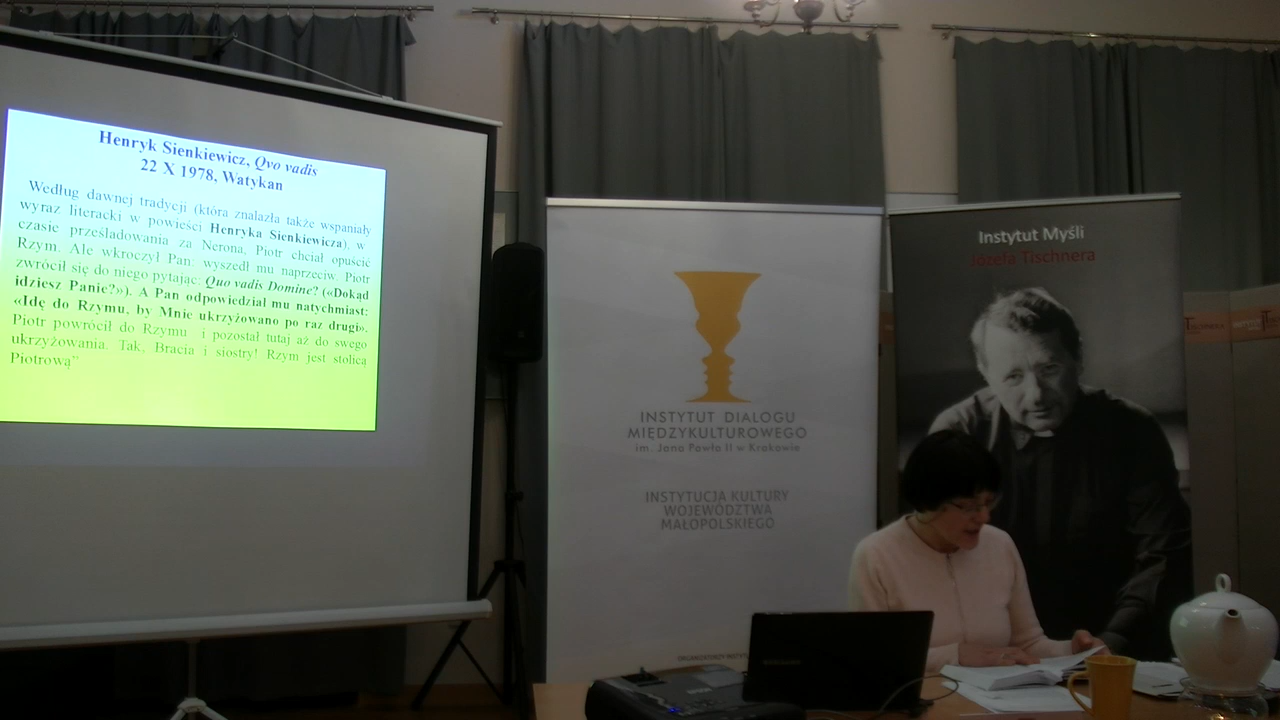 Henryk Sienkiewicz, Qvo vadis
22 X 1978, Watykan
Według dawnej tradycji (która znalazła także wspaniały
wyraz literacki w powieści Henryka Sienkiewicza), w
czasie prześladowania za Nerona, Piotr chciał opuścić
Rzym. Ale wkroczył Pan: wyszedł mu naprzeciw. Piotr
zwrócił się do niego pytając: Quo vadis Domine? («Dokąd
idziesz Panie?»). A Pan odpowiedział mu natychmiast:
«Idę do Rzymu, by Mnie ukrzyżowano po raz drugi».
Piotr powrócił do Rzymu i pozostał tutaj aż do swego
ukrzyżowania. Tak, Bracia i siostry! Rzym jest stolicą
Piotrową”
INSTYTUT DIALOGU
MIĘDZYKULTUROWEGO
im. Jana Pawła II w Krakowie
INSTYTUCJA KULTURY
WOJEWÓDZTWA
MAŁOPOLSKIEGO
Instytut Myśli
Józefa Tischnera